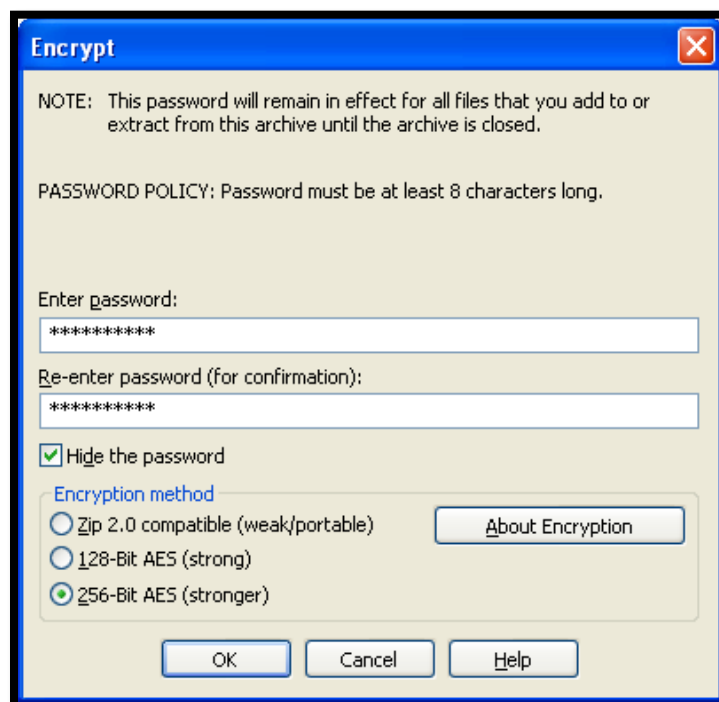 Encrypt
NOTE: This password will remain in effect for all files that you add to or
extract from this archive until the archive is closed.
PASSWORD POLICY: Password must be at least 8 characters long.
Enter password:
**********
Re-enter password (for confirmation):
**********
Hide the password
Encryption method
Zip 2.0 compatible (weak/portable)
About Encryption
128-Bit AES (strong)
256-Bit AES (stronger)
OK Cancel Help